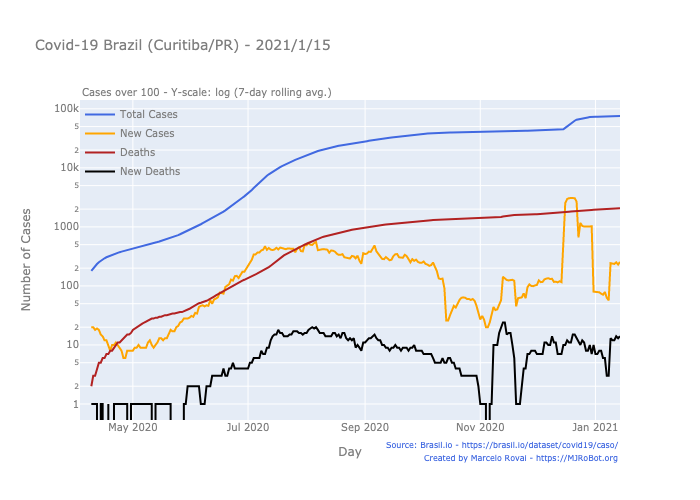 Covid-19 Brazil (Curitiba/PR) - 2021/1/15
Cases over 100 - Y-scale: log (7-day rolling avg.)
Total Cases
New Cases
Deaths
New Deaths
100k
5
2
10k
5
2
1000
5
2
100
5
2
10
5
2
1
Number of Cases
May 2020
Jul 2020
Sep 2020
Nov 2020
Jan 2021
Day
Source: Brasil.io - https://brasil.io/dataset/covid19/caso/
Created by Marcelo Rovai - https://MJRoBot.org